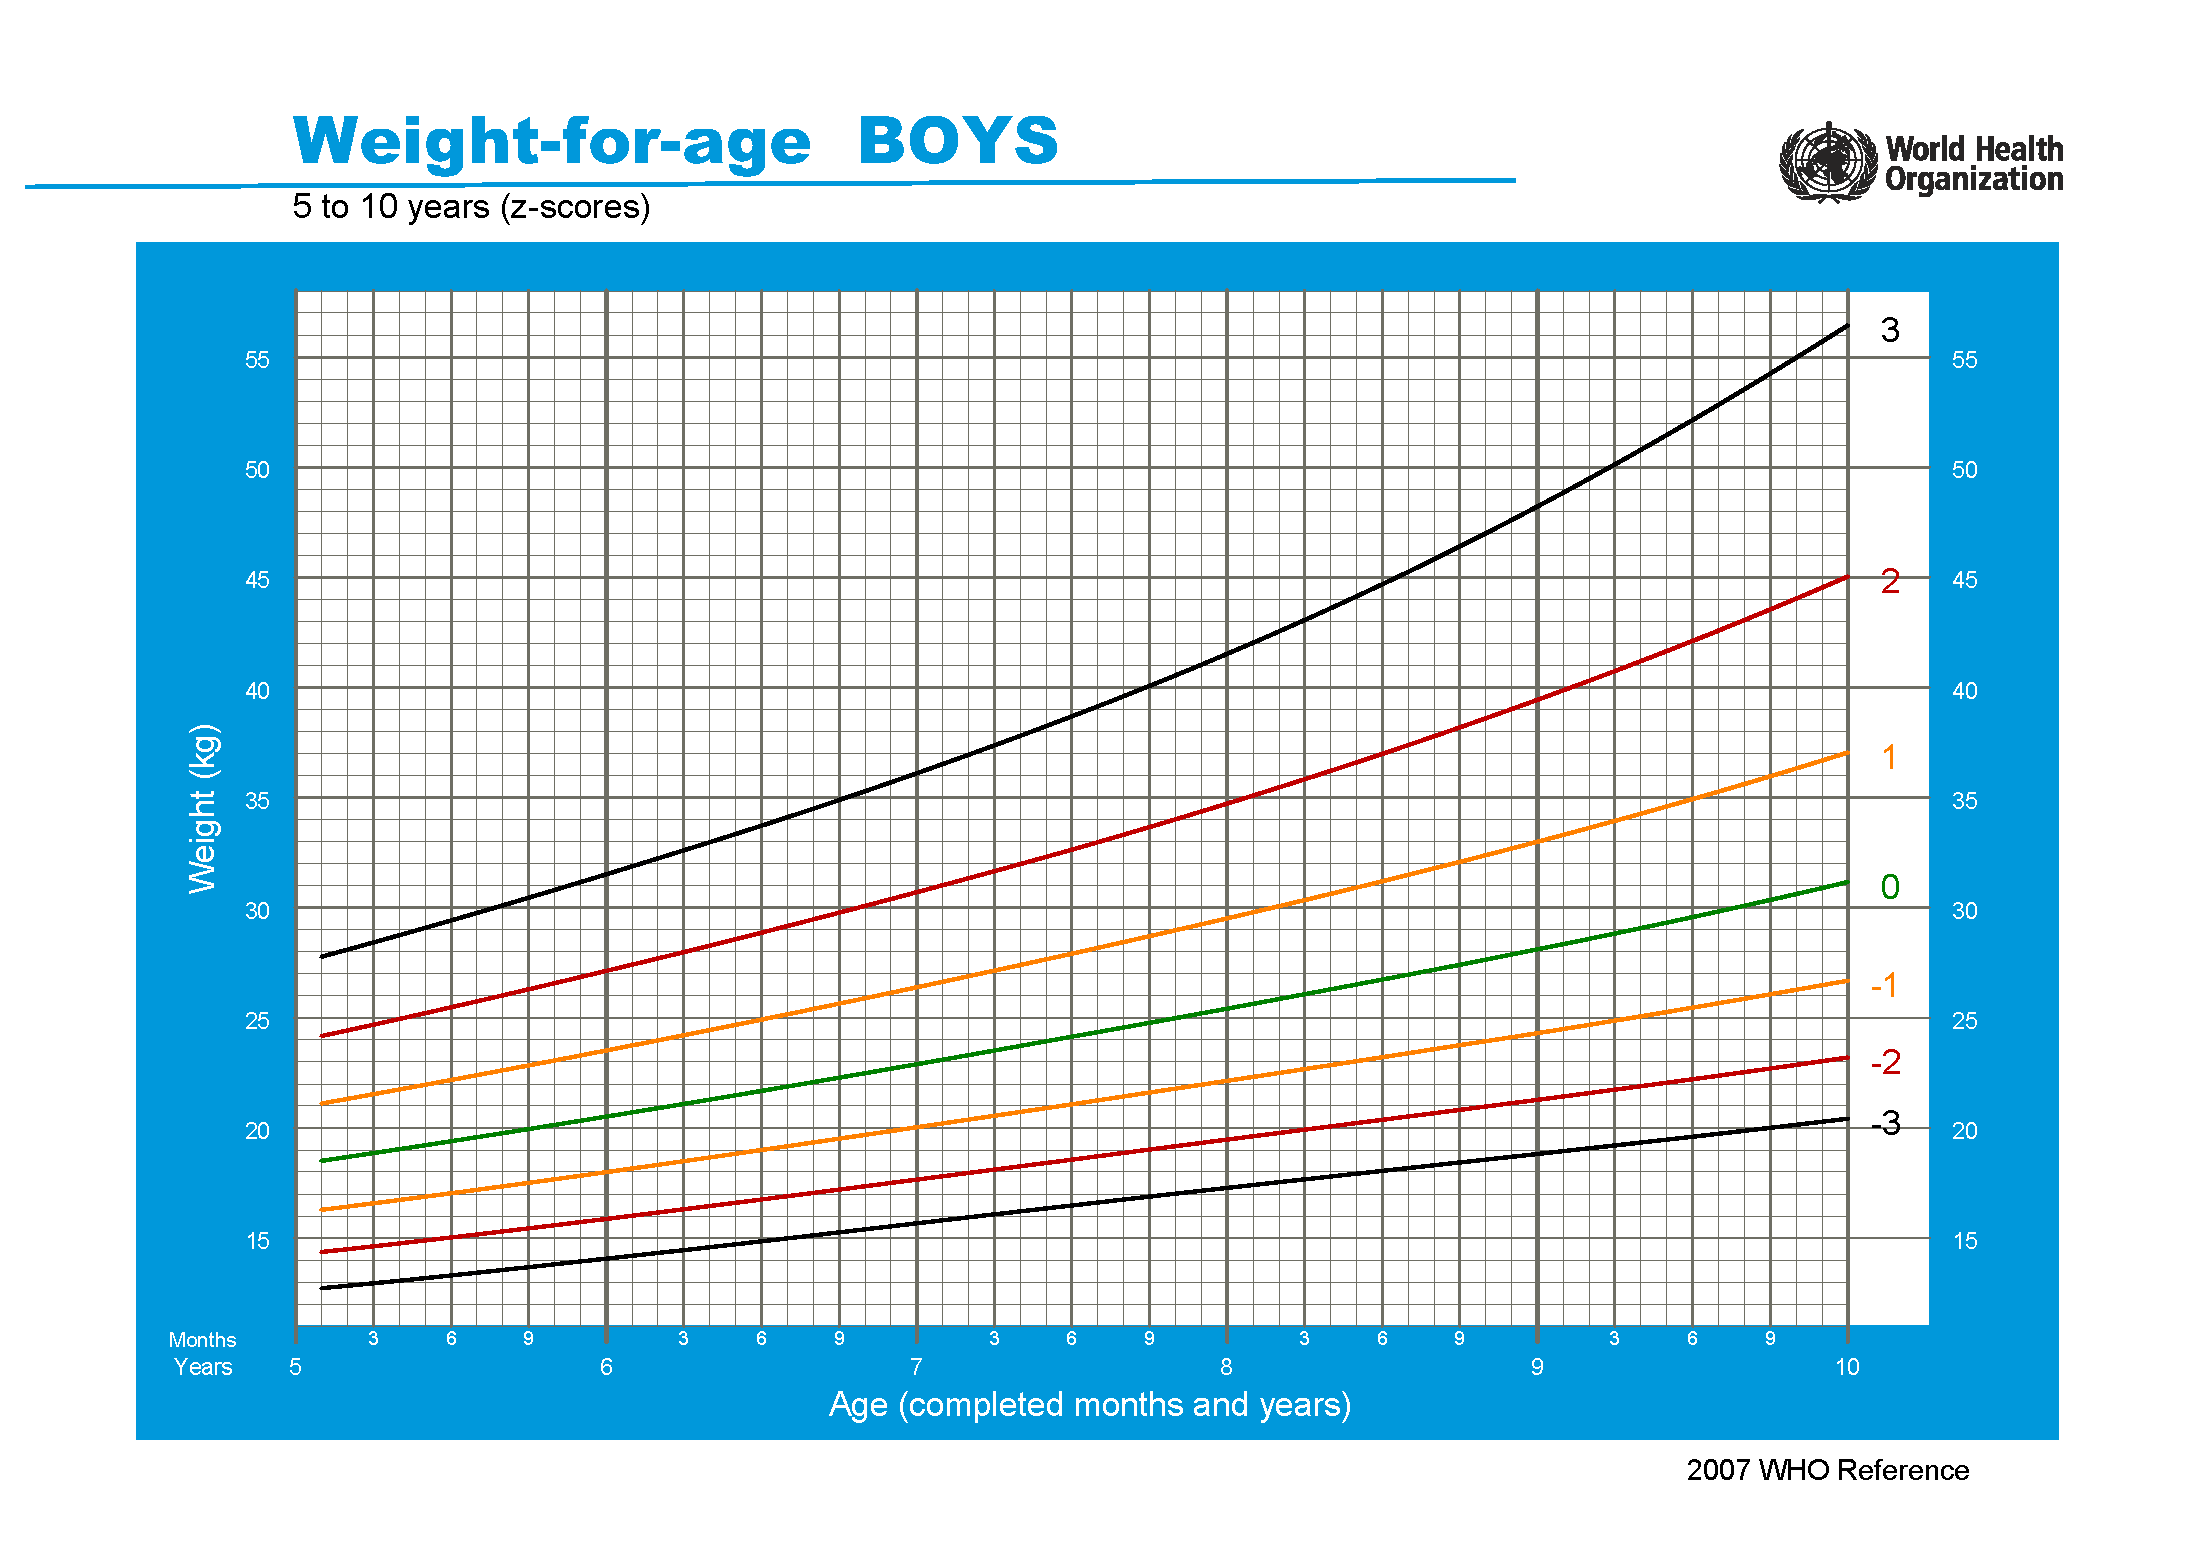 Weight-for-age BOYS
5 to 10 years (z-scores)
World Health
Organization
3
55 55
50 50
45 2 45
40 40
1
35 35
0
30 30
-1
25 25
-2
20 -3 20
15 15
Months 3 6 9 3 6 9 3 6 9 3 6 9 3 6 9
Years 5 6 7 8 9 10
Weight (kg)
Age (completed months and years)
2007 WHO Reference